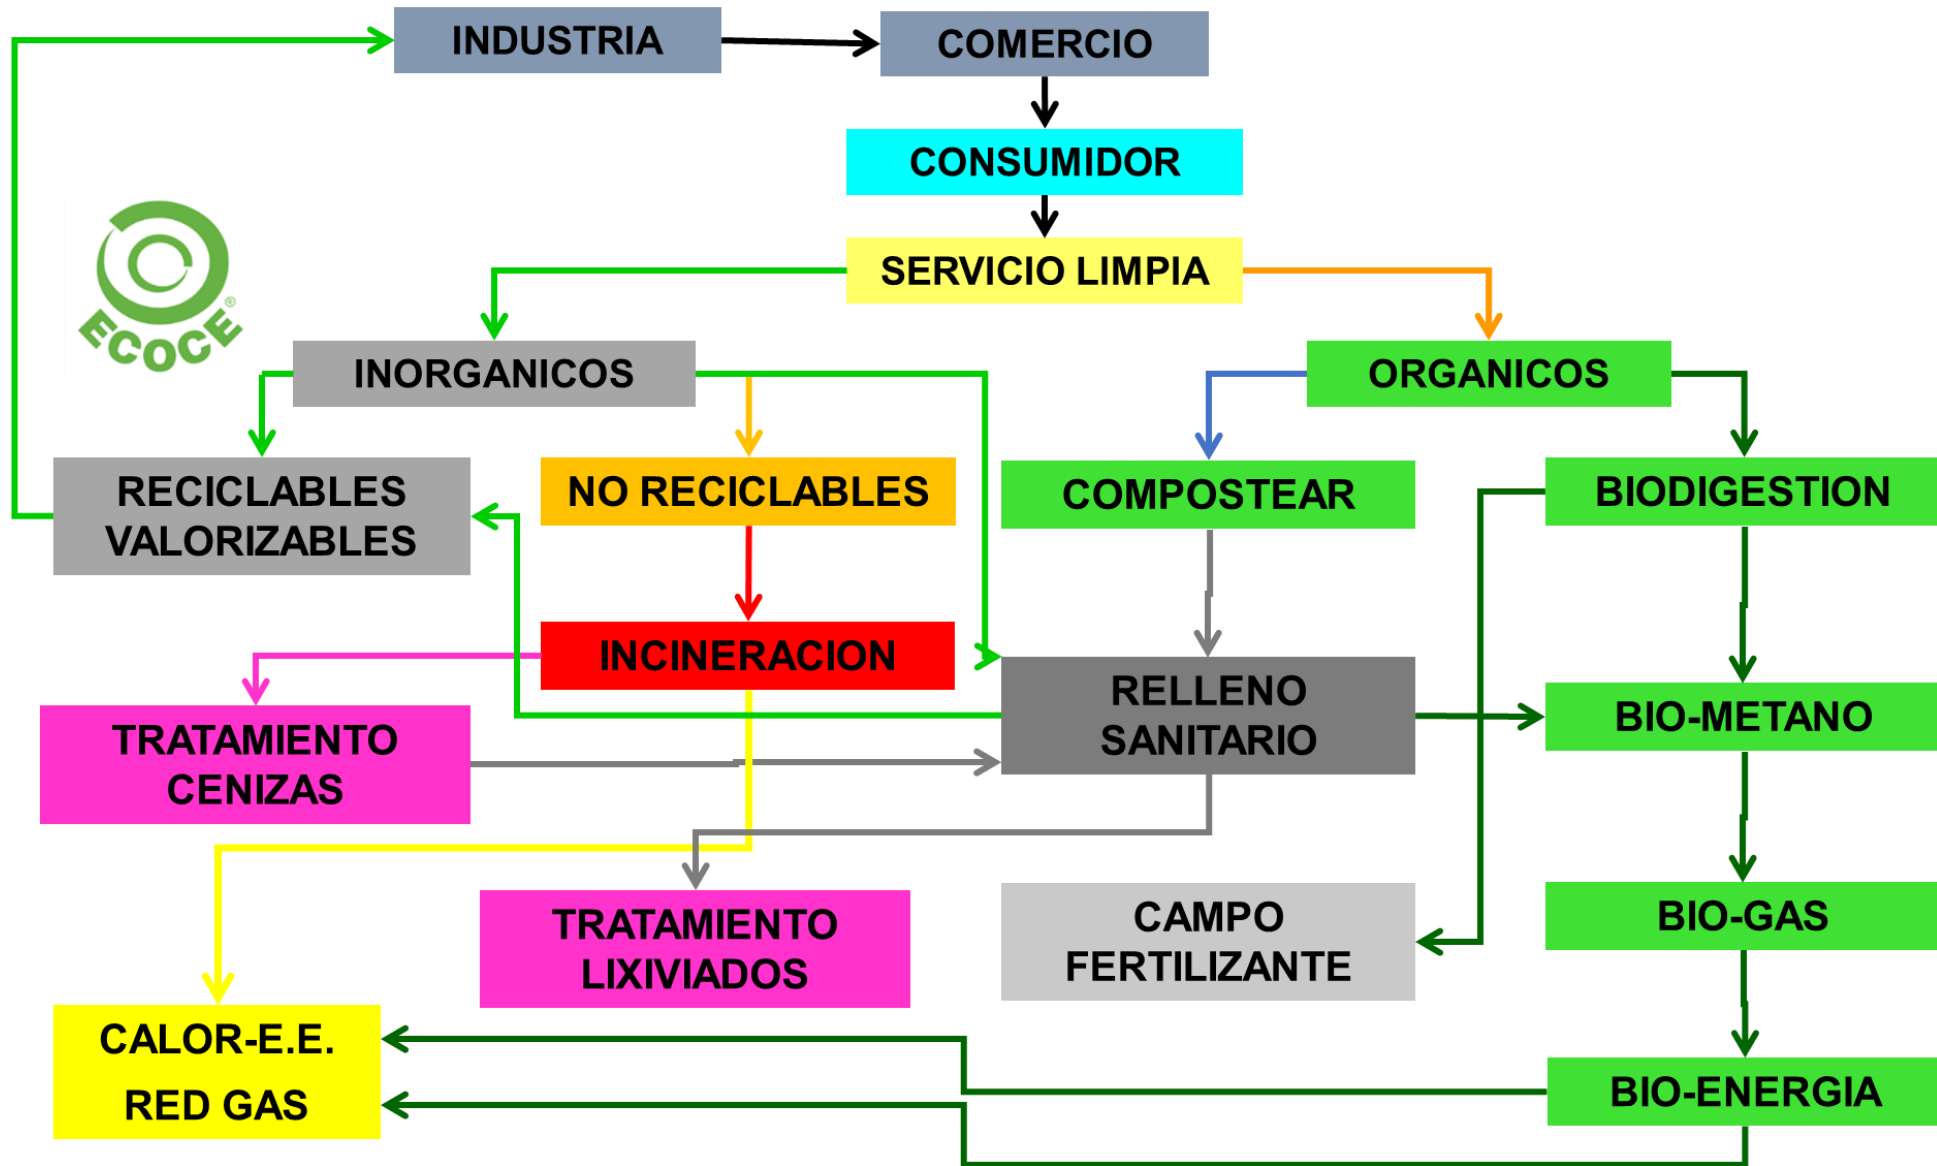 INDUSTRIA
COMERCIO
CONSUMIDOR
SERVICIO LIMPIA
ECOCE®
INORGANICOS
ORGANICOS
RECICLABLES
VALORIZABLES
NO RECICLABLES
COMPOSTEAR
BIODIGESTION
INCINERACION
RELLENO
SANITARIO
BIO-METANO
TRATAMIENTO
CENIZAS
TRATAMIENTO
LIXIVIADOS
CAMPO
FERTILIZANTE
BIO-GAS
CALOR-E.E.
RED GAS
BIO-ENERGIA